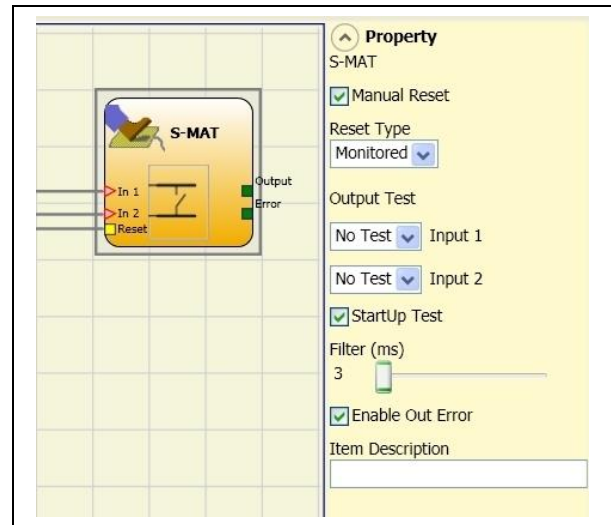 S-MAT
In 1
In 2
Reset
Output
Error
Property
S-MAT
Manual Reset
Reset Type
Monitored
Output Test
No Test Input 1
No Test Input 2
StartUp Test
Filter (ms)
3
Enable Out Error
Item Description